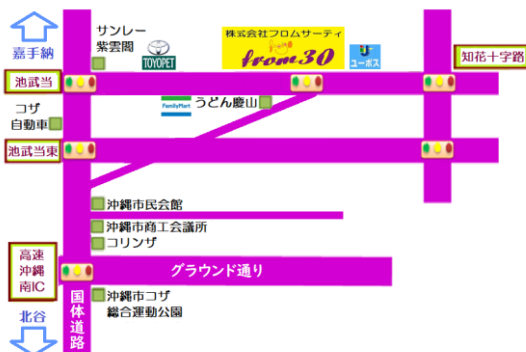 嘉手納
サンレー
紫雲閣
TOYOPET
株式会社フロムサーティ
from30
ユーポス
知花十字路
池武当
コザ
自動車
FamilyMart
うどん慶山
池武当東
沖縄市民会館
沖縄市商工会議所
コリンザ
高速
沖縄
南IC
グラウンド通り
国体道路
沖縄市コザ
総合運動公園
北谷